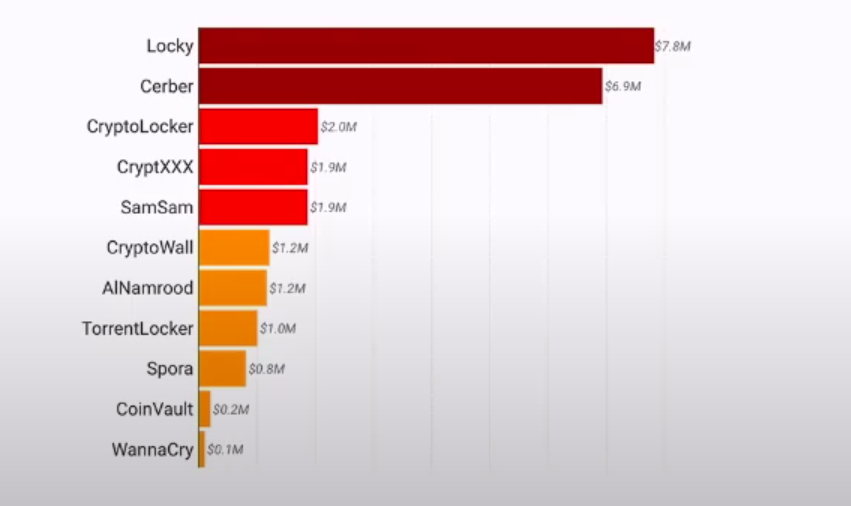 Locky $7.8M
Cerber $6.9M
CryptoLocker $2.0M
CryptXXX $1.9M
SamSam $1.9M
CryptoWall $1.2M
AlNamrood $1.2M
TorrentLocker $1.0M
Spora $0.8M
CoinVault $0.2M
WannaCry $0.1M